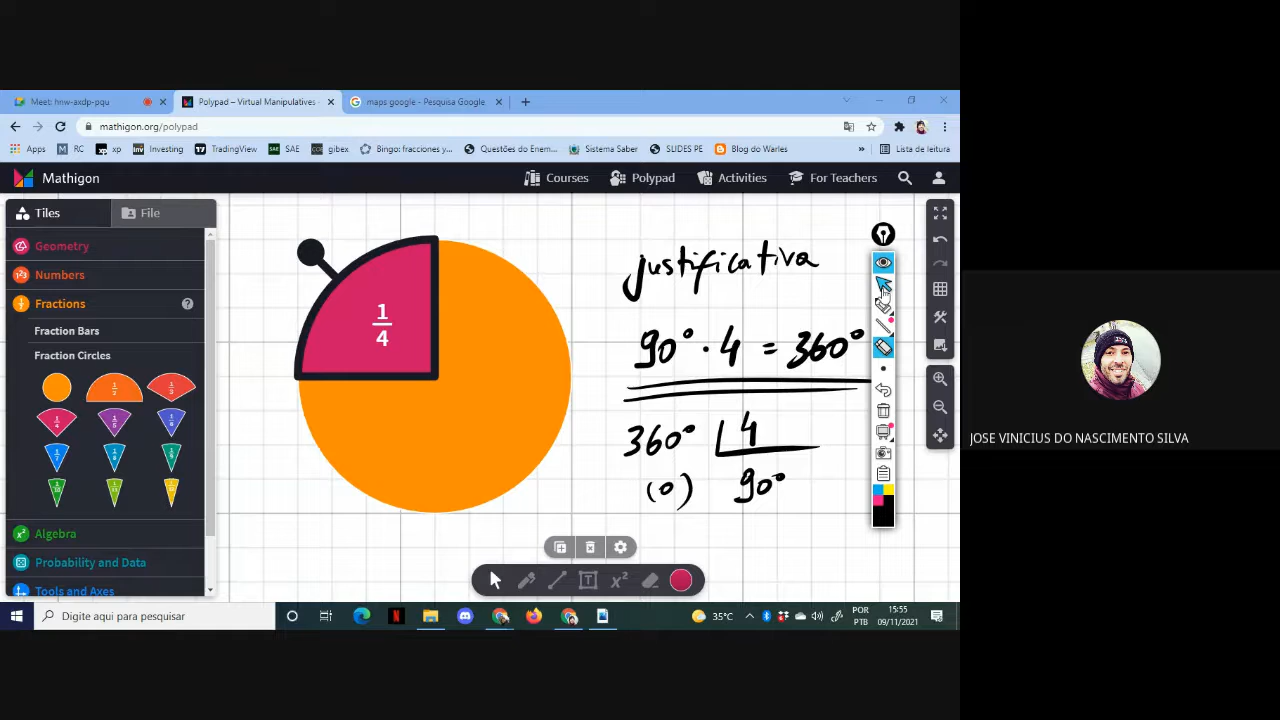 Meet: hnw-axdp-pqu
Polypad – Virtual Manipulatives
maps google - Pesquisa Google
mathigon.org/polypad
Apps
RC
xp
Investing
TradingView
SAE
gibex
Bingo: fracciones y...
Questões do Enem...
Sistema Saber
SLIDES PE
Blog do Warles
»
Lista de leitura
Mathigon
Courses
Polypad
Activities
For Teachers
Tiles
File
Geometry
Numbers
Fractions
Fraction Bars
Fraction Circles
Algebra
Probability and Data
Tools and Axes
1
4
justificativa
90° · 4 = 360°
360° 4
(0) 90°
JOSE VINICIUS DO NASCIMENTO SILVA
Digite aqui para pesquisar
35°C
POR
PTB
15:55
09/11/2021